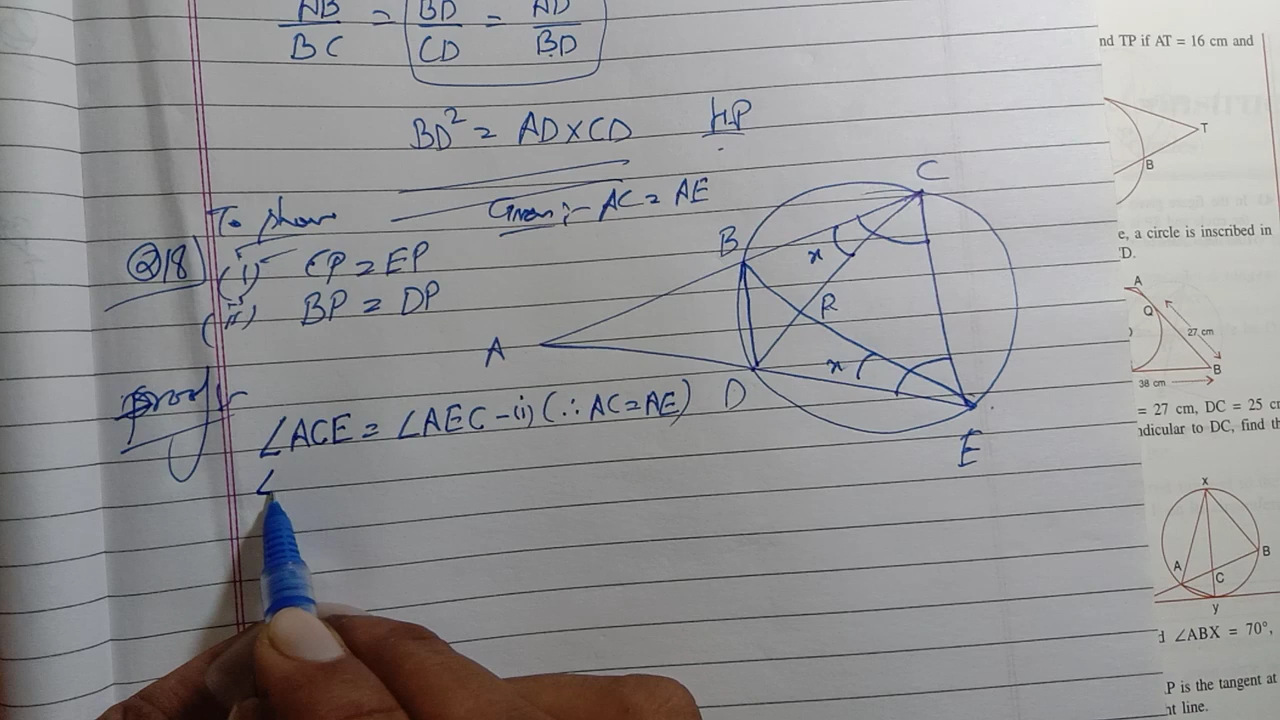 AB/BC = BD/CD = AD/BD
BD² = AD×CD H.P
To show
Given :- AC = AE
Q18) (i) CP = EP
(ii) BP = DP
Proof:-
∠ACE = ∠AEC -(i) (∴ AC=AE)
∠
C
B
x
R
A
x
D
E
nd TP if AT = 16 cm and
T
B
e, a circle is inscribed in
'D.
A
Q
27 cm
B
38 cm
= 27 cm, DC = 25 cm
ndicular to DC, find th
x
A
B
C
y
d ∠ABX = 70°,
.P is the tangent at
nt line.